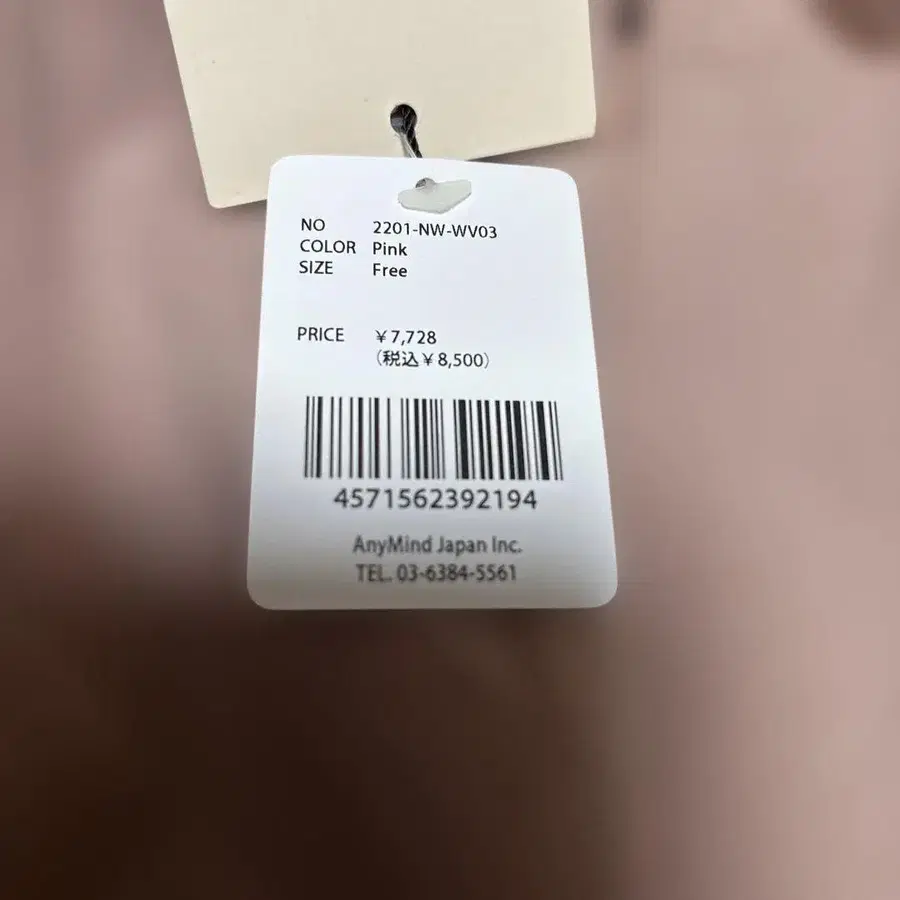 NO 2201-NW-WV03
COLOR Pink
SIZE Free
PRICE ¥7,728
(税込¥8,500)
4571562392194
AnyMind Japan Inc.
TEL. 03-6384-5561